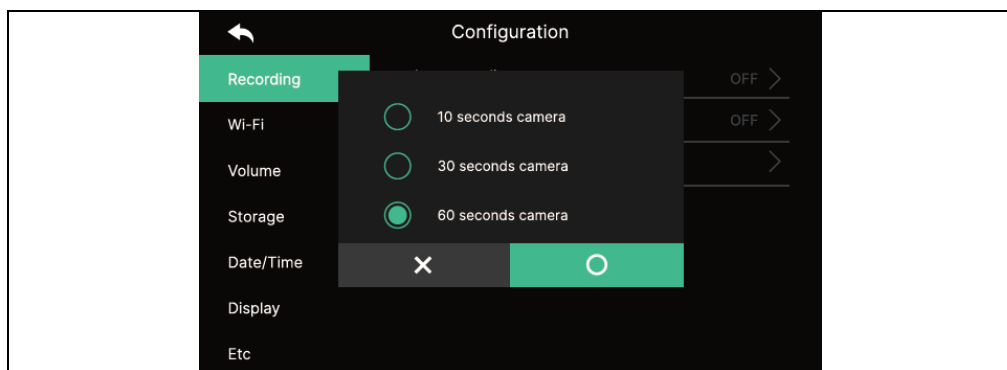 Configuration
Recording
OFF
Wi-Fi
OFF
Volume
Storage
Date/Time
Display
Etc
10 seconds camera
30 seconds camera
60 seconds camera